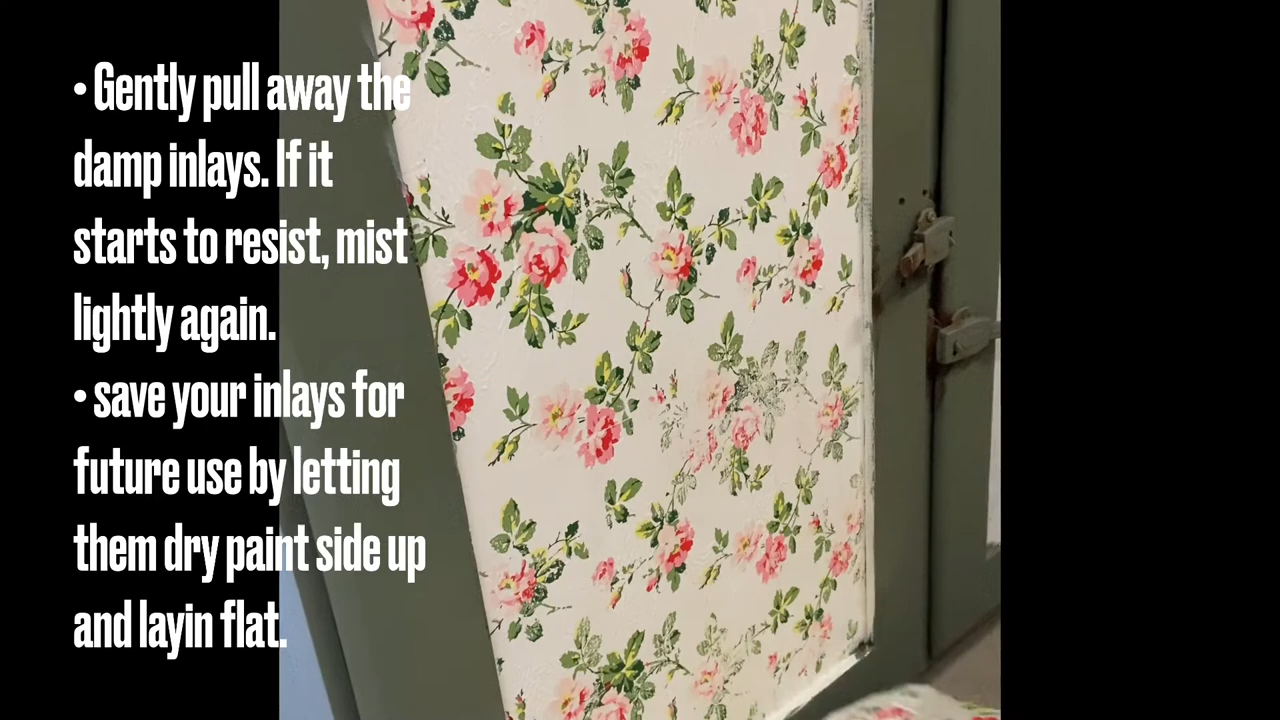 • Gently pull away the
damp inlays. If it
starts to resist, mist
lightly again.
• save your inlays for
future use by letting
them dry paint side up
and layin flat.